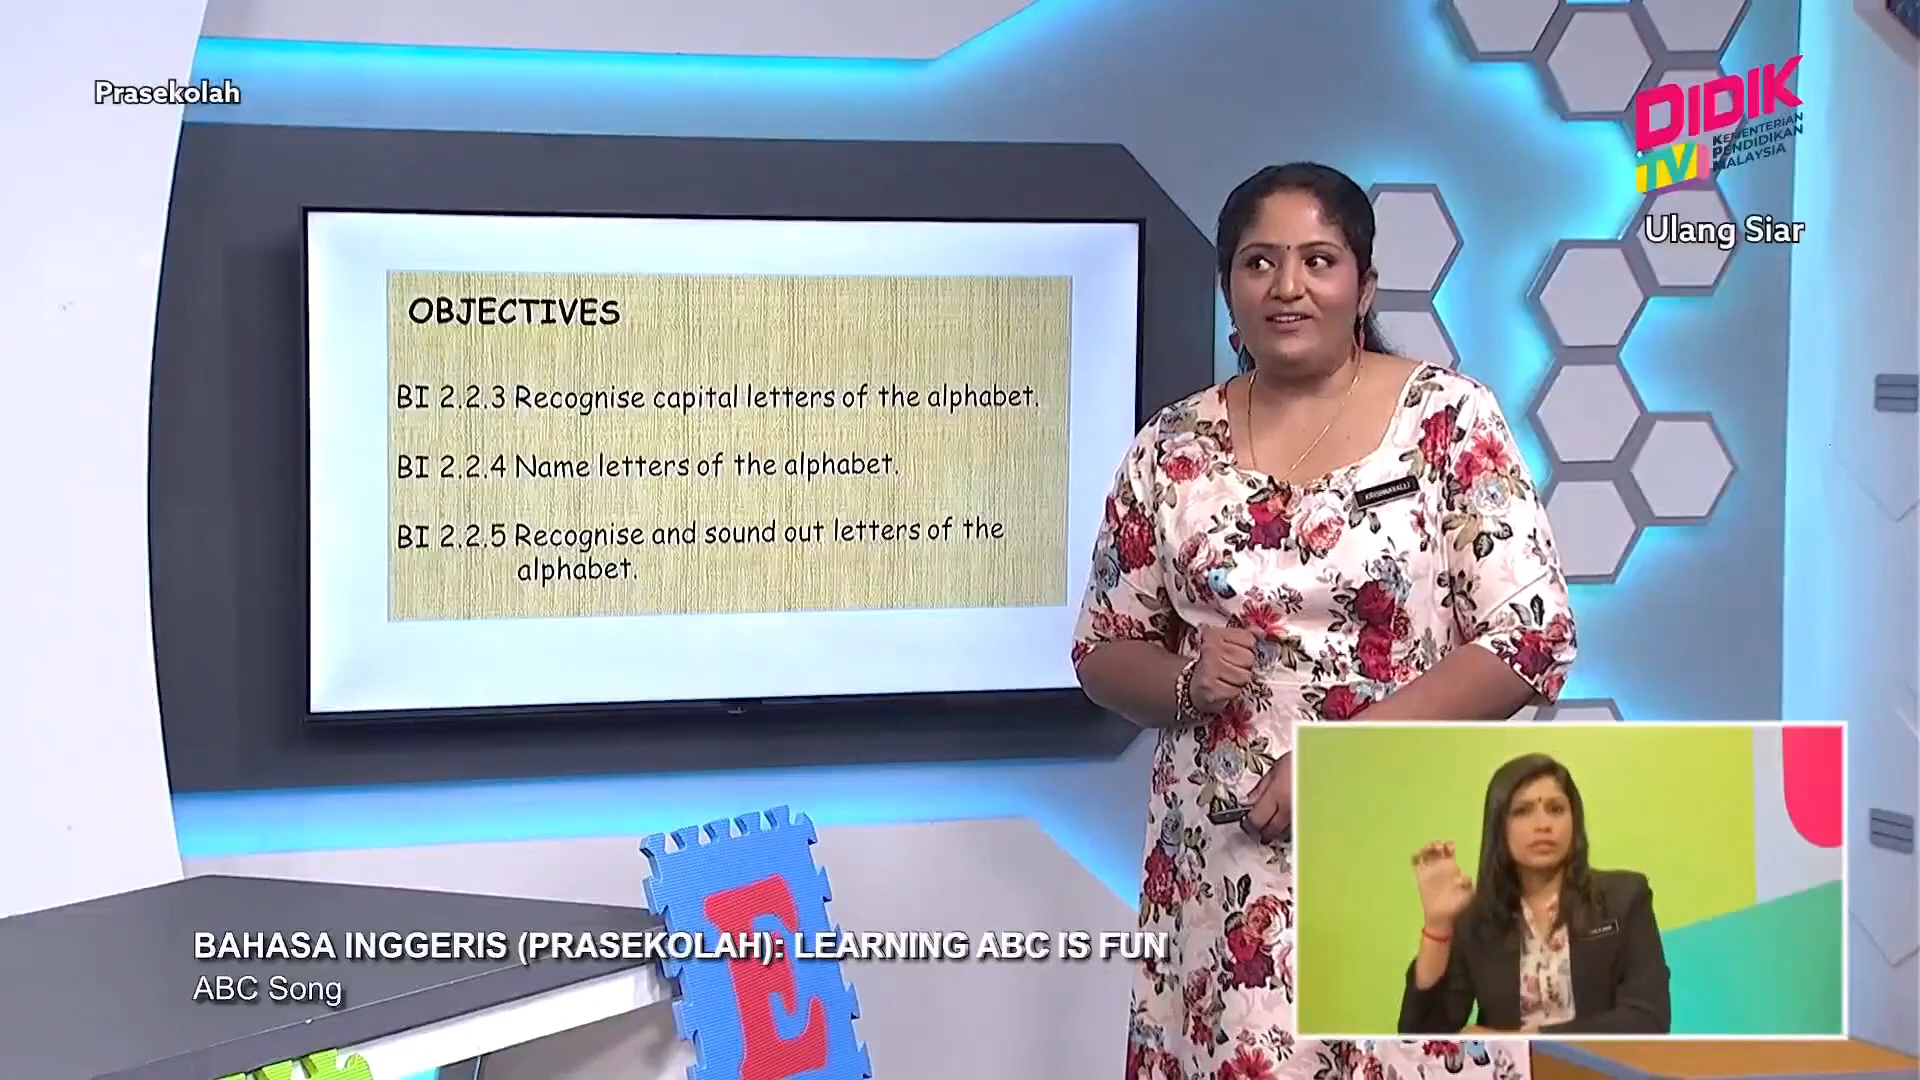 Prasekolah
DIDIK
TV
KEMENTERIAN
PENDIDIKAN
MALAYSIA
Ulang Siar
OBJECTIVES
BI 2.2.3 Recognise capital letters of the alphabet.
BI 2.2.4 Name letters of the alphabet.
BI 2.2.5 Recognise and sound out letters of the
alphabet.
KRISHNAVALLI
E
BAHASA INGGERIS (PRASEKOLAH): LEARNING ABC IS FUN
ABC Song